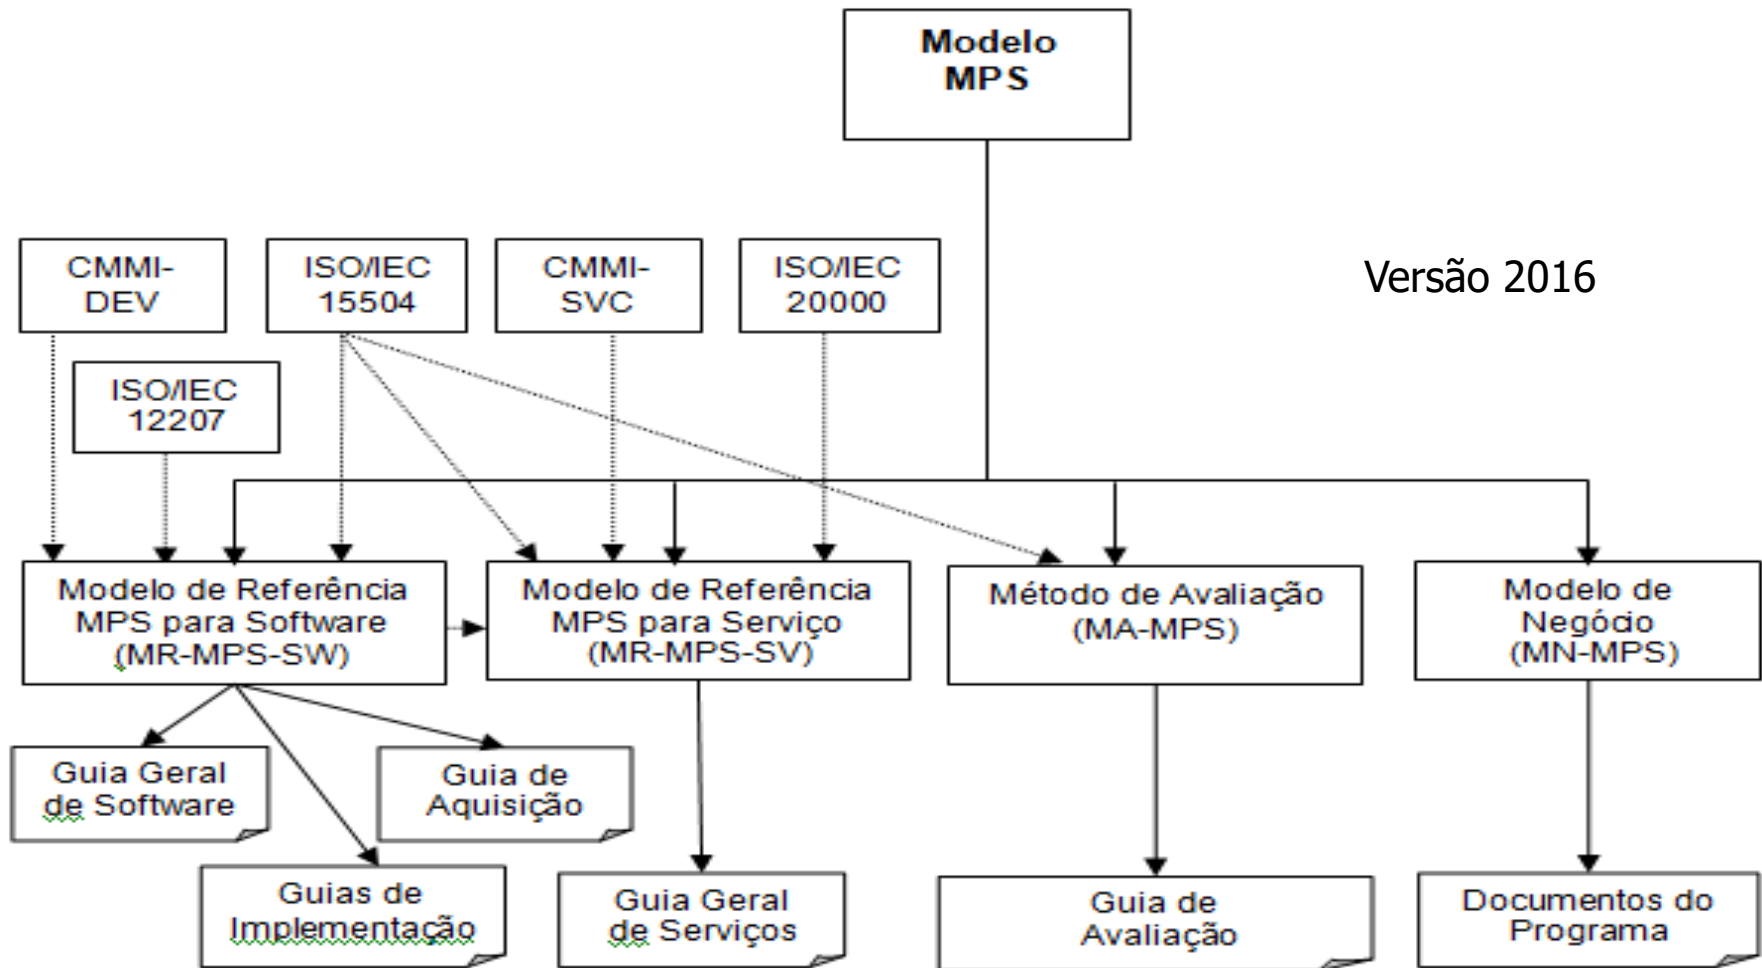 Modelo
MPS
CMMI-
DEV
ISO/IEC
15504
CMMI-
SVC
ISO/IEC
20000
Versão 2016
ISO/IEC
12207
Modelo de Referência
MPS para Software
(MR-MPS-SW)
Modelo de Referência
MPS para Serviço
(MR-MPS-SV)
Método de Avaliação
(MA-MPS)
Modelo de
Negócio
(MN-MPS)
Guia Geral
de Software
Guia de
Aquisição
Guias de
Implementação
Guia Geral
de Serviços
Guia de
Avaliação
Documentos do
Programa